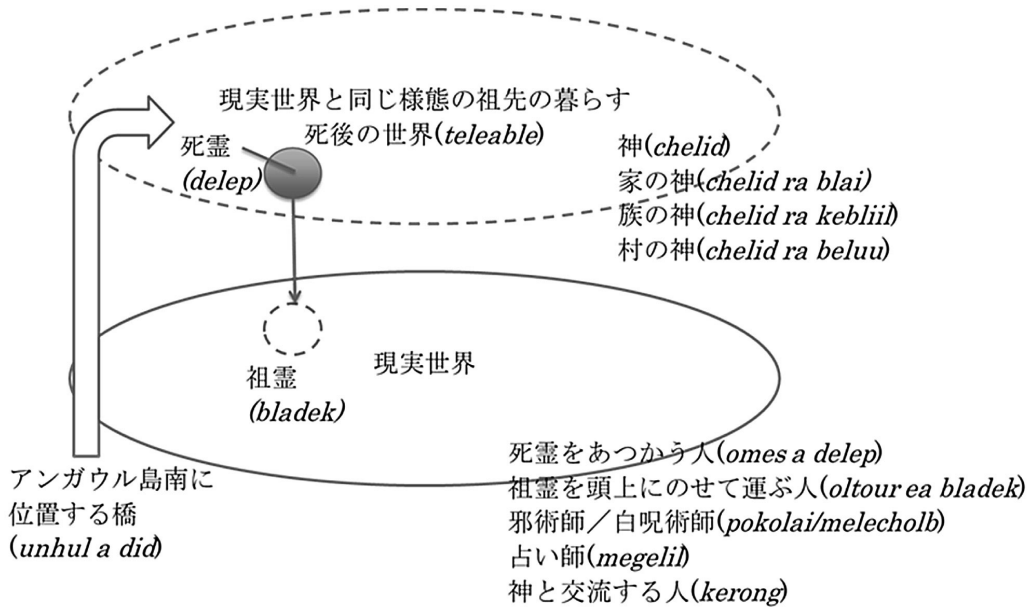 現実世界と同じ様態の祖先の暮らす
死後の世界(teleable)
死霊
(delep)
神(chelid)
家の神(chelid ra blai)
族の神(chelid ra kebliil)
村の神(chelid ra beluu)
現実世界
祖霊
(bladek)
アンガウル島南に
位置する橋
(unhul a did)
死霊をあつかう人(omes a delep)
祖霊を頭上にのせて運ぶ人(oltour ea bladek)
邪術師／白呪術師(pokolai/melecholb)
占い師(megelil)
神と交流する人(kerong)